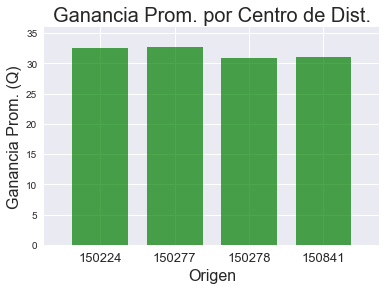 Ganancia Prom. por Centro de Dist.
Ganancia Prom. (Q)
35
30
25
20
15
10
5
0
150224 150277 150278 150841
Origen